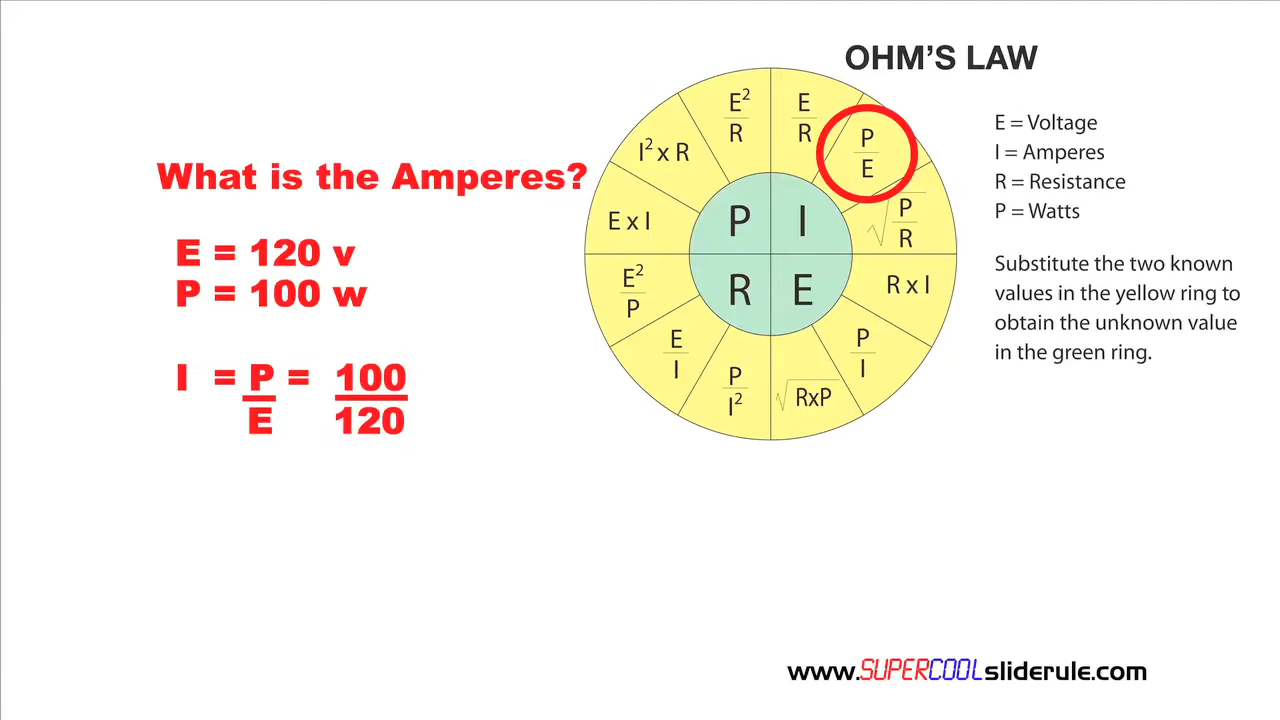 OHM'S LAW
What is the Amperes?
E = 120 v
P = 100 w
I = P = 100
E 120
E²
R
E
R
P
E
√P
R
R x I
P
I
√RxP
P
I²
E
I
E²
P
E x I
I² x R
P I
R E
E = Voltage
I = Amperes
R = Resistance
P = Watts
Substitute the two known
values in the yellow ring to
obtain the unknown value
in the green ring.
www.SUPERCOOLsliderule.com